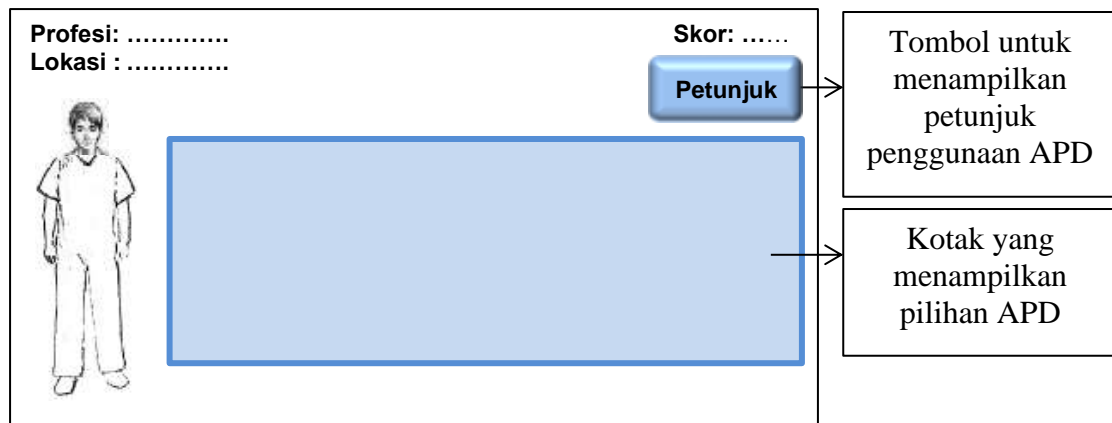 Profesi: ………….
Lokasi : ………….
Skor: ……
Petunjuk
Tombol untuk
menampilkan
petunjuk
penggunaan APD
Kotak yang
menampilkan
pilihan APD